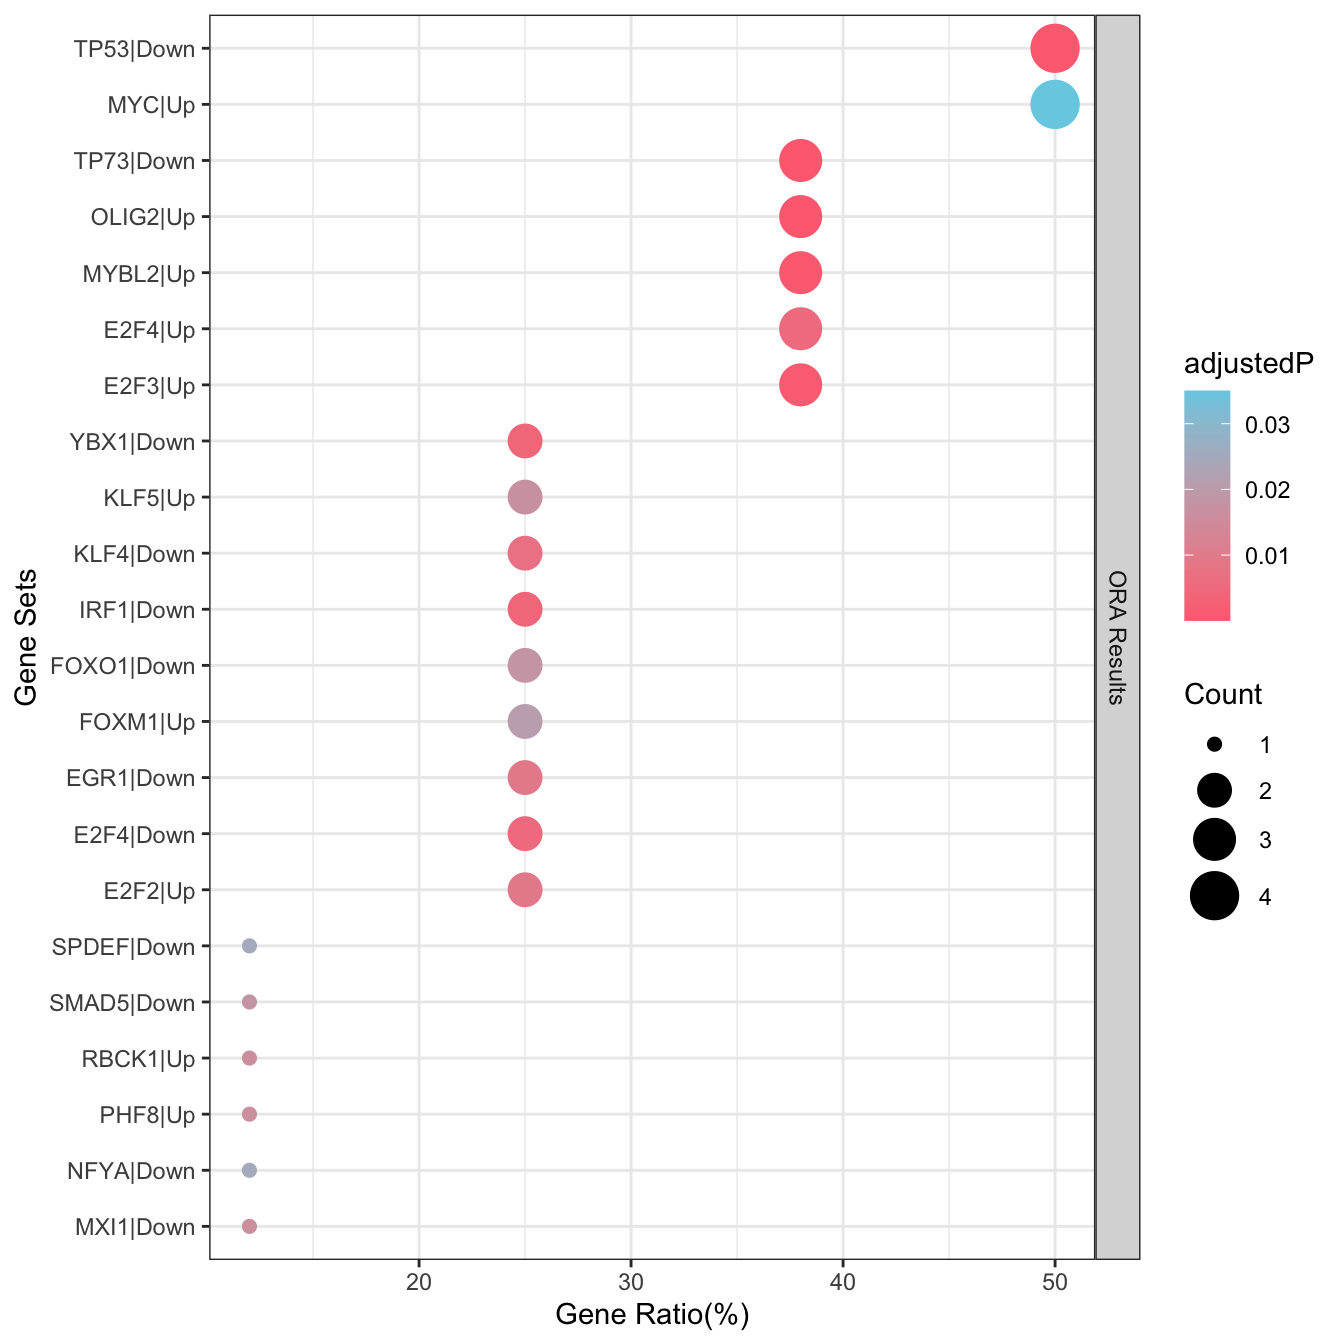 TP53|Down
MYC|Up
TP73|Down
OLIG2|Up
MYBL2|Up
E2F4|Up
E2F3|Up
YBX1|Down
KLF5|Up
KLF4|Down
IRF1|Down
FOXO1|Down
FOXM1|Up
EGR1|Down
E2F4|Down
E2F2|Up
SPDEF|Down
SMAD5|Down
RBCK1|Up
PHF8|Up
NFYA|Down
MXI1|Down
Gene Sets
20 30 40 50
Gene Ratio(%)
ORA Results
adjustedP
0.03
0.02
0.01
Count
1
2
3
4